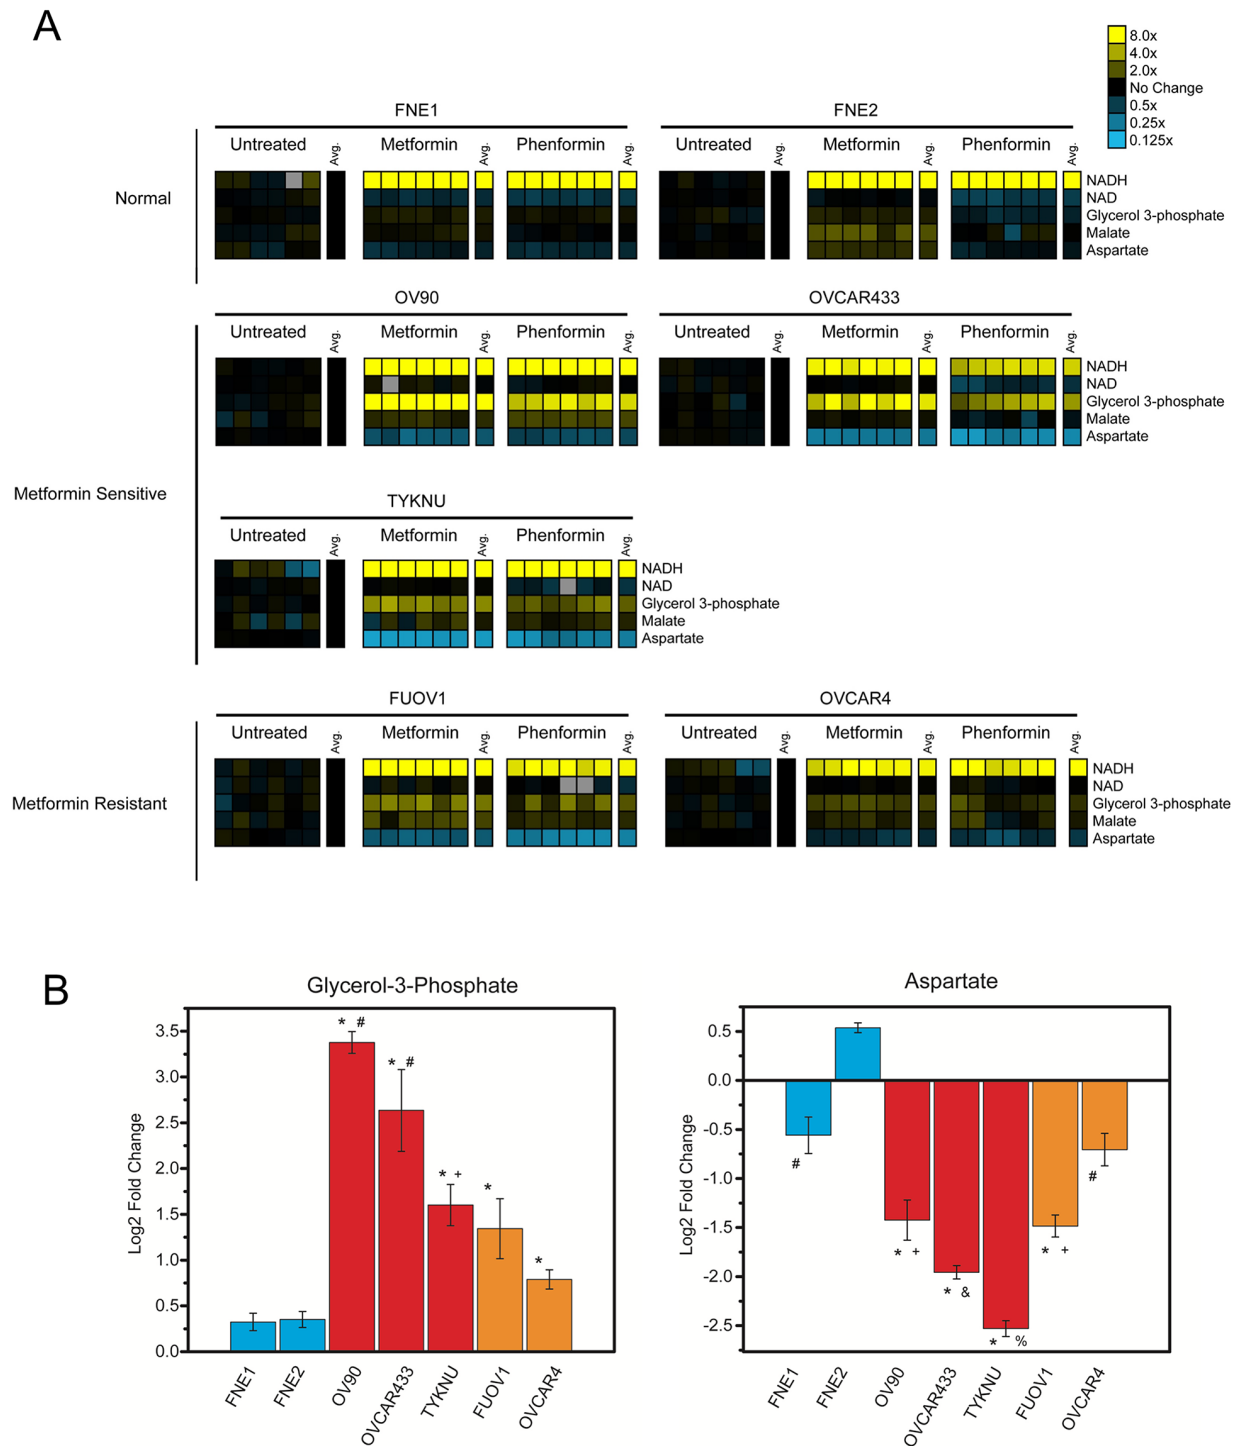 A
8.0x
4.0x
2.0x
No Change
0.5x
0.25x
0.125x
FNE1
FNE2
Untreated Avg. Metformin Avg. Phenformin Avg.
Untreated Avg. Metformin Avg. Phenformin Avg.
Normal
NADH
NAD
Glycerol 3-phosphate
Malate
Aspartate
OV90
OVCAR433
Untreated Avg. Metformin Avg. Phenformin Avg.
Untreated Avg. Metformin Avg. Phenformin Avg.
NADH
NAD
Glycerol 3-phosphate
Malate
Aspartate
Metformin Sensitive
TYKNU
Untreated Avg. Metformin Avg. Phenformin Avg.
NADH
NAD
Glycerol 3-phosphate
Malate
Aspartate
FUOV1
OVCAR4
Untreated Avg. Metformin Avg. Phenformin Avg.
Untreated Avg. Metformin Avg. Phenformin Avg.
Metformin Resistant
NADH
NAD
Glycerol 3-phosphate
Malate
Aspartate
B
Glycerol-3-Phosphate
Log2 Fold Change
3.5
3.0
2.5
2.0
1.5
1.0
0.5
0.0
* #
* #
* +
*
*
FNE1
FNE2
OV90
OVCAR433
TYKNU
FUOV1
OVCAR4
Aspartate
Log2 Fold Change
0.5
0.0
-0.5
-1.0
-1.5
-2.0
-2.5
#
* +
* &
* %
* +
#
FNE1
FNE2
OV90
OVCAR433
TYKNU
FUOV1
OVCAR4